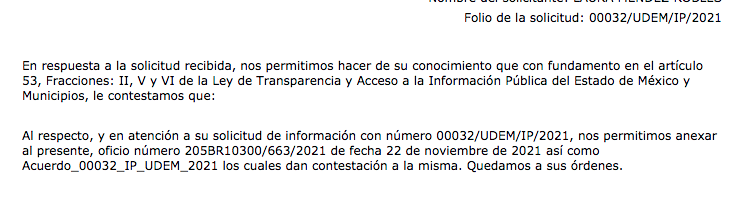 Folio de la solicitud: 00032/UDEM/IP/2021
En respuesta a la solicitud recibida, nos permitimos hacer de su conocimiento que con fundamento en el artículo
53, Fracciones: II, V y VI de la Ley de Transparencia y Acceso a la Información Pública del Estado de México y
Municipios, le contestamos que:
Al respecto, y en atención a su solicitud de información con número 00032/UDEM/IP/2021, nos permitimos anexar
al presente, oficio número 205BR10300/663/2021 de fecha 22 de noviembre de 2021 así como
Acuerdo_00032_IP_UDEM_2021 los cuales dan contestación a la misma. Quedamos a sus órdenes.